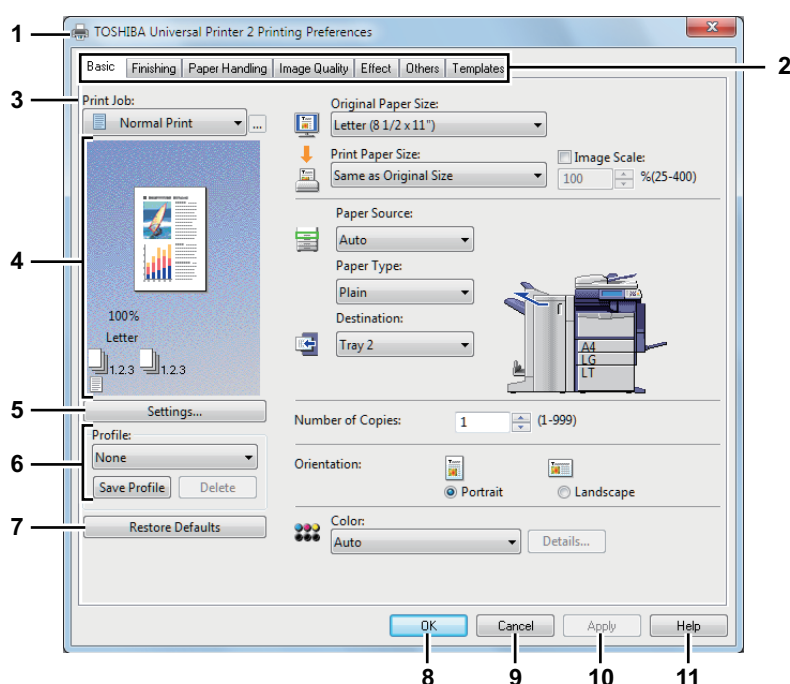 1
TOSHIBA Universal Printer 2 Printing Preferences
Basic Finishing Paper Handling Image Quality Effect Others Templates
2
3
Print Job:
Normal Print
...
4
100%
Letter
1.2.3 1.2.3
5
Settings...
6
Profile:
None
Save Profile Delete
7
Restore Defaults
Original Paper Size:
Letter (8 1/2 x 11")
Print Paper Size:
Same as Original Size
Image Scale:
100 %(25-400)
Paper Source:
Auto
Paper Type:
Plain
Destination:
Tray 2
A4
LG
LT
Number of Copies: 1 (1-999)
Orientation:
Portrait Landscape
Color:
Auto Details...
OK Cancel Apply Help
8 9 10 11